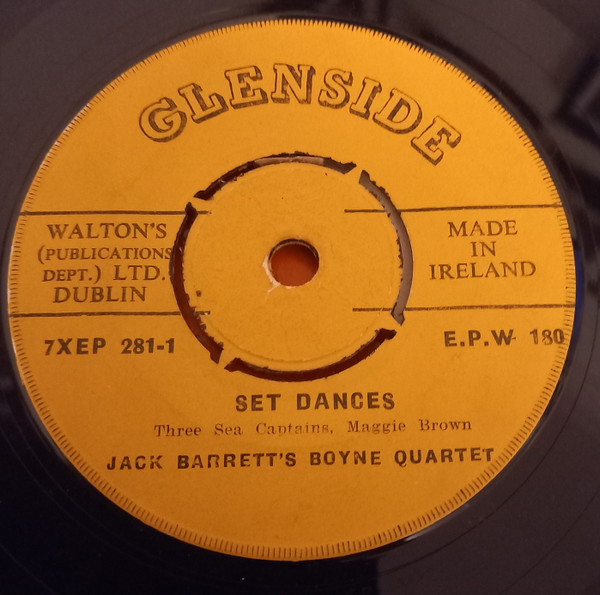 GLENSIDE
WALTON'S
(PUBLICATIONS
DEPT.) LTD.
DUBLIN
MADE
IN
IRELAND
7XEP 281-1
E.P.W 180
SET DANCES
Three Sea Captains, Maggie Brown
JACK BARRETT'S BOYNE QUARTET